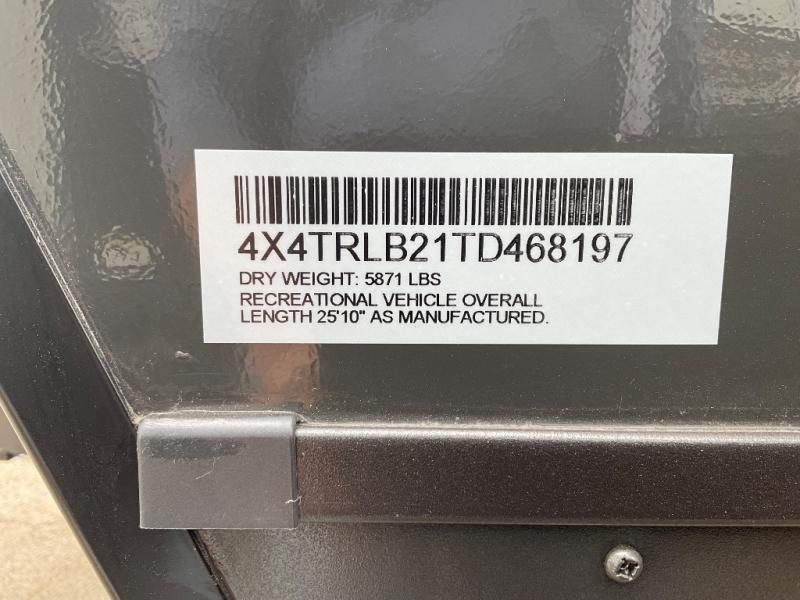 4X4TRLB21TD468197
DRY WEIGHT: 5871 LBS
RECREATIONAL VEHICLE OVERALL
LENGTH 25'10" AS MANUFACTURED.